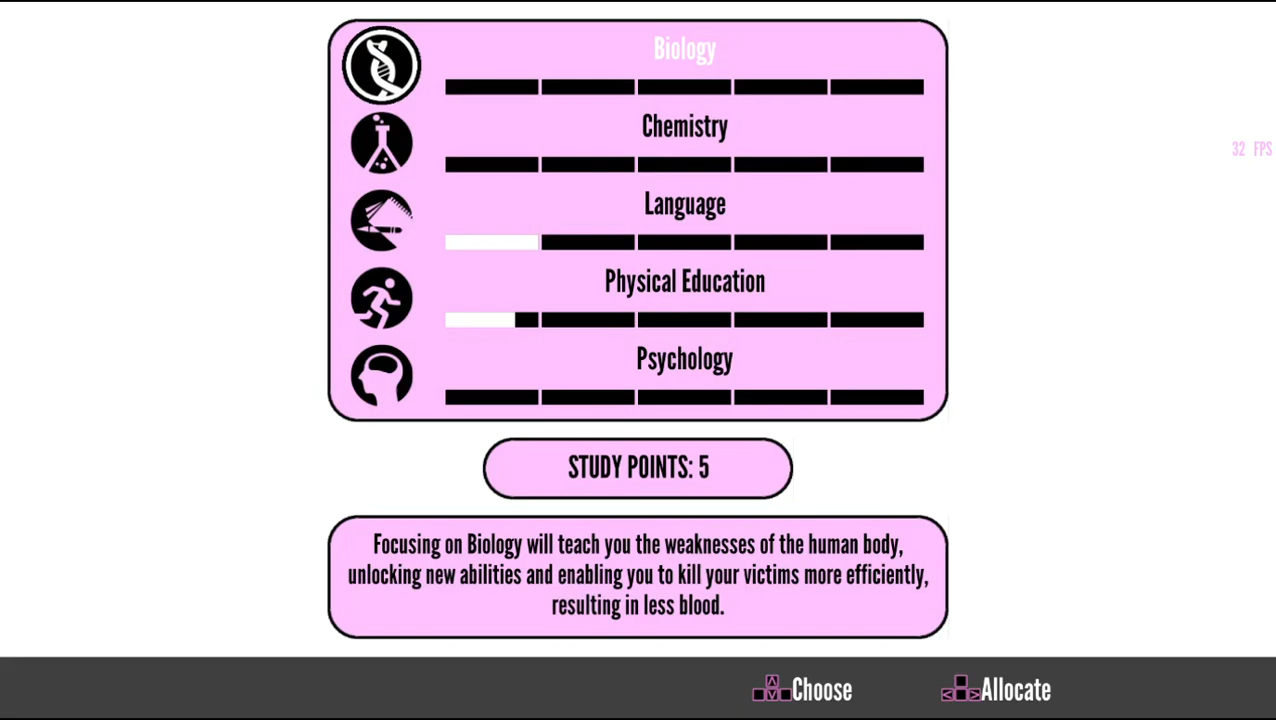 Biology
Chemistry
32 FPS
Language
Physical Education
Psychology
STUDY POINTS: 5
Focusing on Biology will teach you the weaknesses of the human body,
unlocking new abilities and enabling you to kill your victims more efficiently,
resulting in less blood.
Choose
Allocate